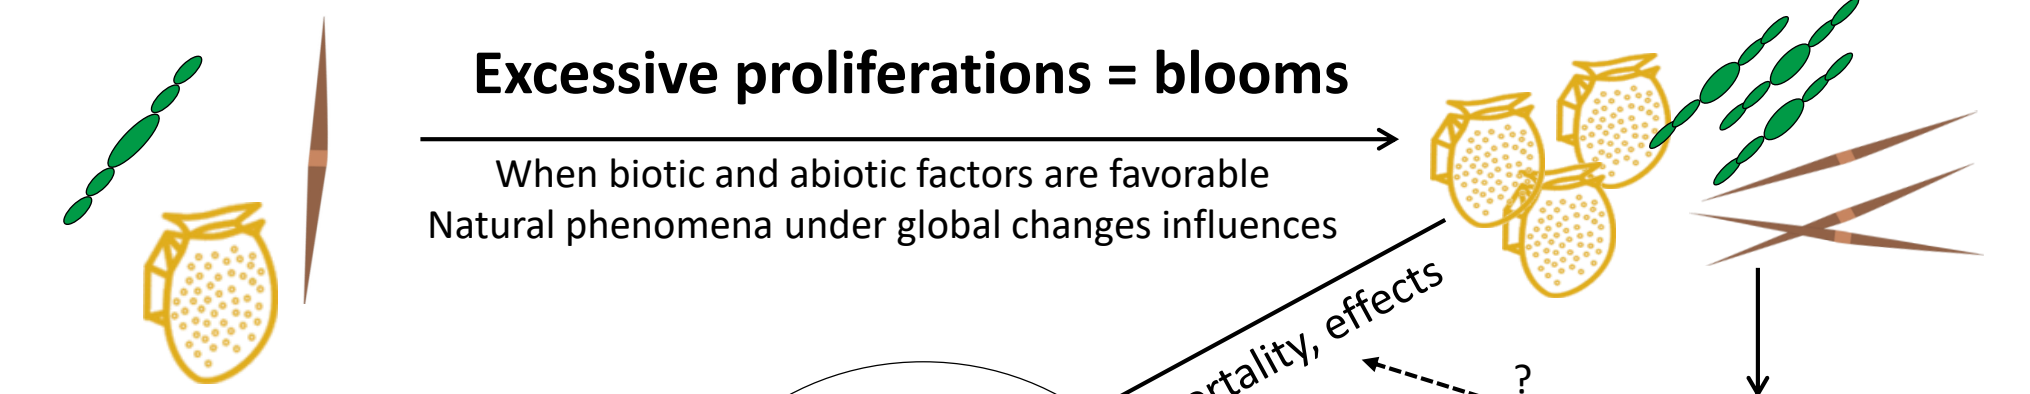 Excessive proliferations = blooms
When biotic and abiotic factors are favorable
Natural phenomena under global changes influences
effects
?